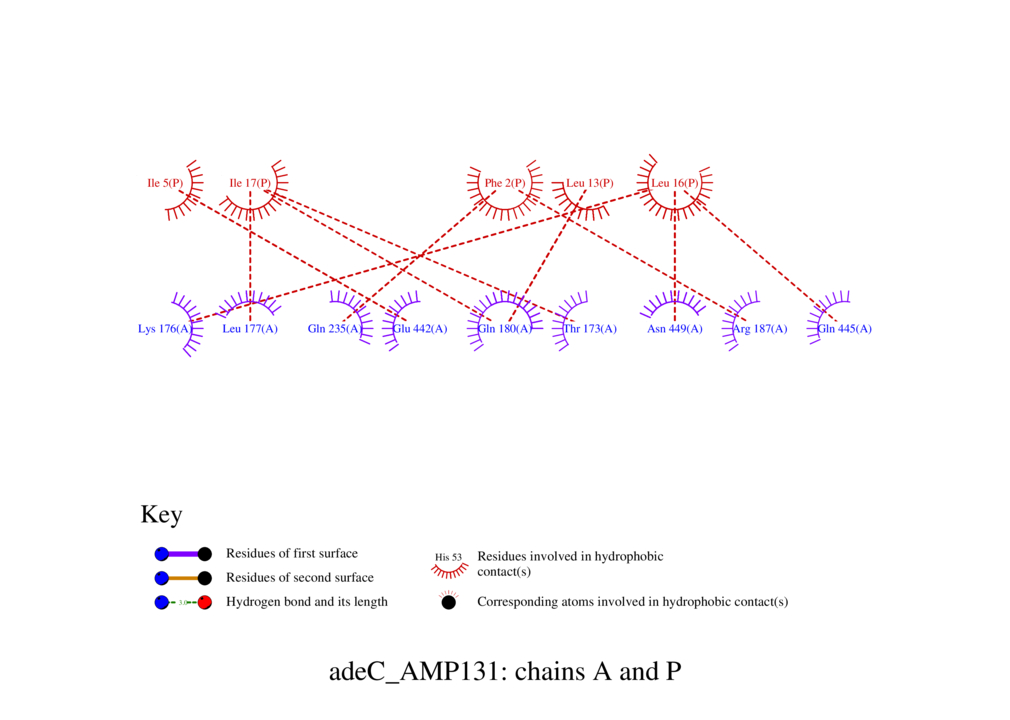 Ile 5(P) Ile 17(P) Phe 2(P) Leu 13(P) Leu 16(P)
Lys 176(A) Leu 177(A) Gln 235(A) Glu 442(A) Gln 180(A) Thr 173(A) Asn 449(A) Arg 187(A) Gln 445(A)
Key
Residues of first surface
Residues of second surface
3.0
Hydrogen bond and its length
His 53
Residues involved in hydrophobic
contact(s)
Corresponding atoms involved in hydrophobic contact(s)
adeC_AMP131: chains A and P